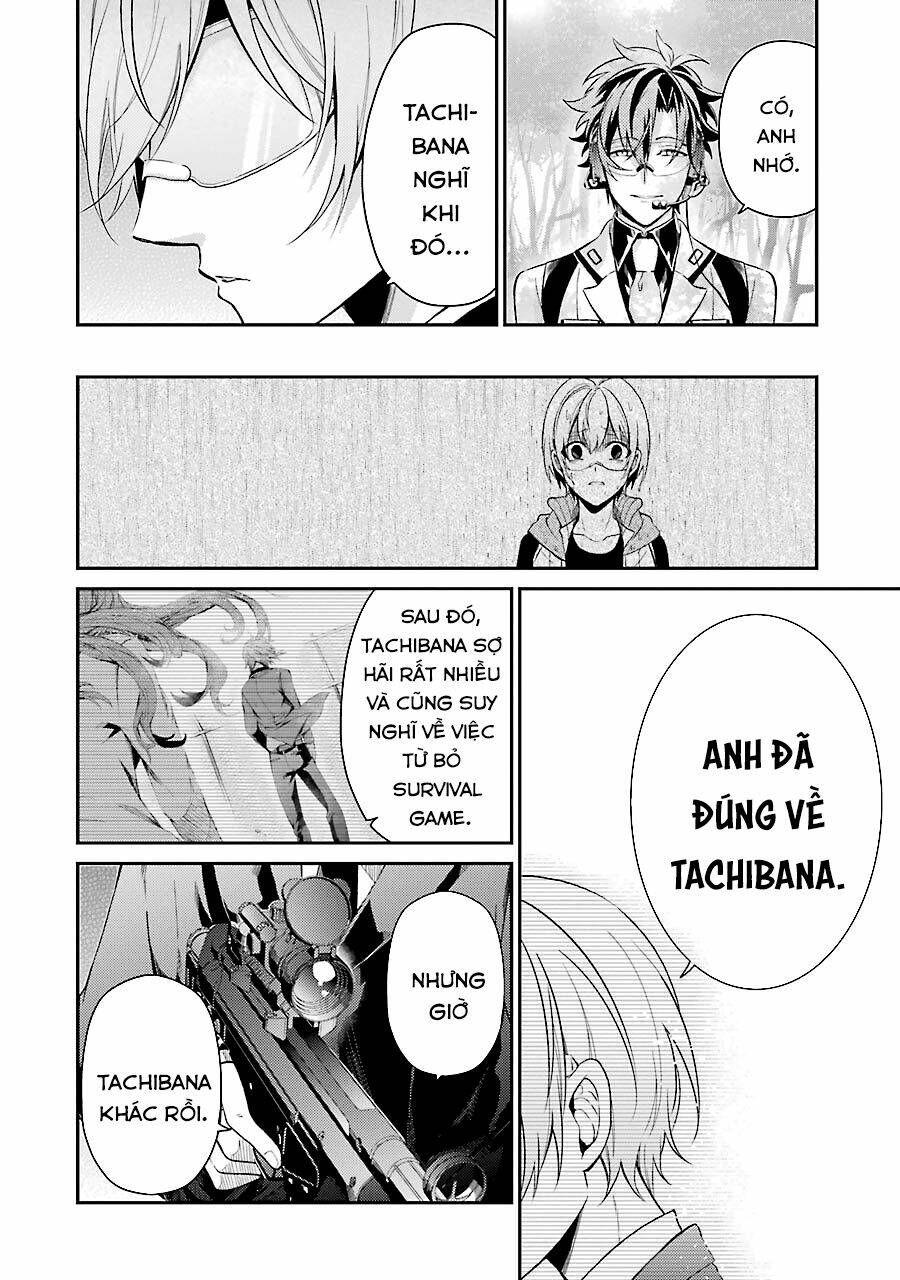 CÓ,
ANH
NHỚ.
TACHI-
BANA
NGHĨ
KHI
ĐÓ...
ANH ĐÃ
ĐÚNG VỀ
TACHIBANA.
SAU ĐÓ,
TACHIBANA SỢ
HÃI RẤT NHIỀU
VÀ CŨNG SUY
NGHĨ VỀ VIỆC
TỪ BỎ
SURVIVAL
GAME.
NHƯNG
GIỜ
TACHIBANA
KHÁC RỒI.